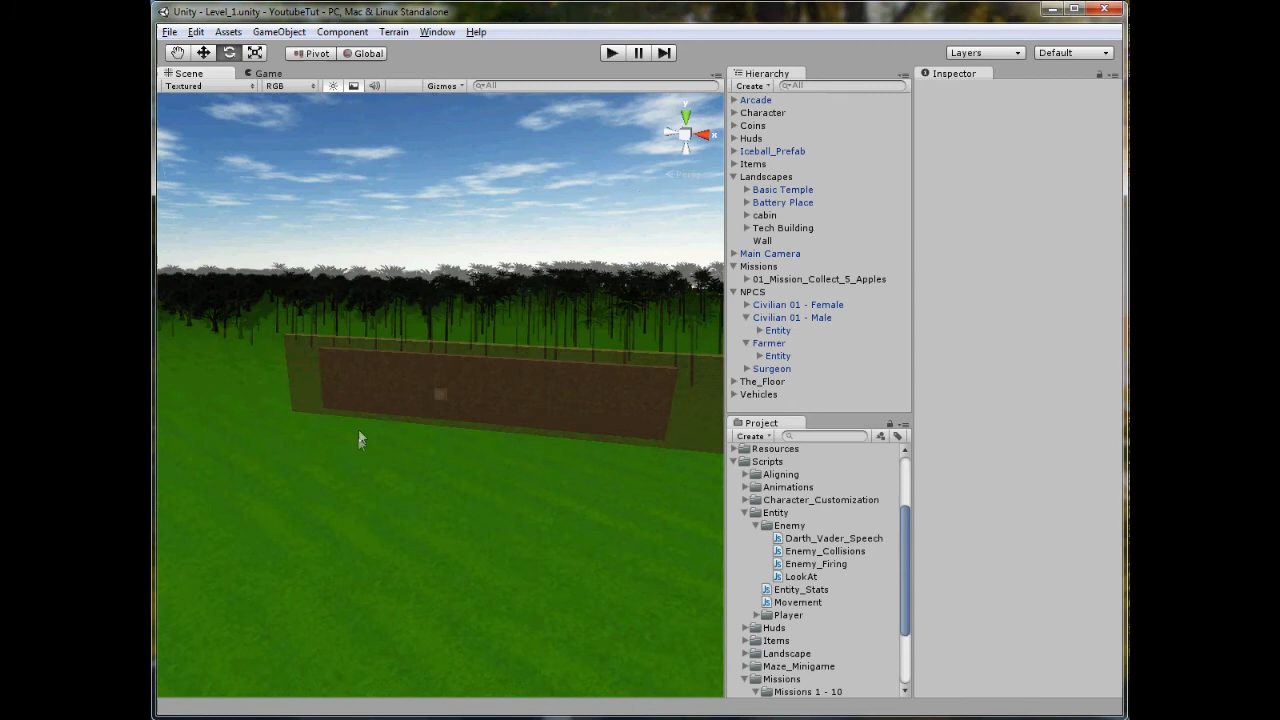 Unity - Level_1.unity - YoutubeTut - PC, Mac & Linux Standalone
File Edit Assets GameObject Component Terrain Window Help
Pivot Global Layers Default
Scene Game
Textured RGB Gizmos All
y
x
Persp
Hierarchy
Create All
Arcade
Character
Coins
Huds
Iceball_Prefab
Items
Landscapes
Basic Temple
Battery Place
cabin
Tech Building
Wall
Main Camera
Missions
01_Mission_Collect_5_Apples
NPCS
Civilian 01 - Female
Civilian 01 - Male
Entity
Farmer
Entity
Surgeon
The_Floor
Vehicles
Project
Create
Resources
Scripts
Aligning
Animations
Character_Customization
Entity
Enemy
Darth_Vader_Speech
Enemy_Collisions
Enemy_Firing
LookAt
Entity_Stats
Movement
Player
Huds
Items
Landscape
Maze_Minigame
Missions
Missions 1 - 10
Inspector